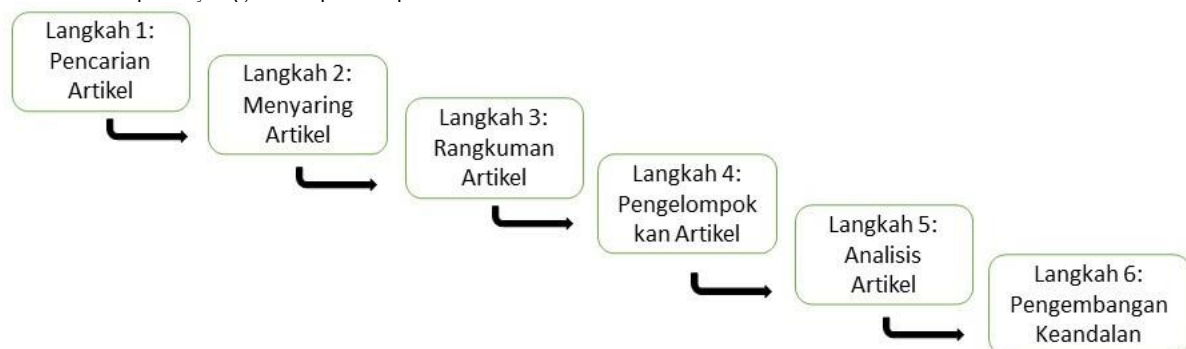 Langkah 1:
Pencarian
Artikel
Langkah 2:
Menyaring
Artikel
Langkah 3:
Rangkuman
Artikel
Langkah 4:
Pengelompok
kan Artikel
Langkah 5:
Analisis
Artikel
Langkah 6:
Pengembangan
Keandalan